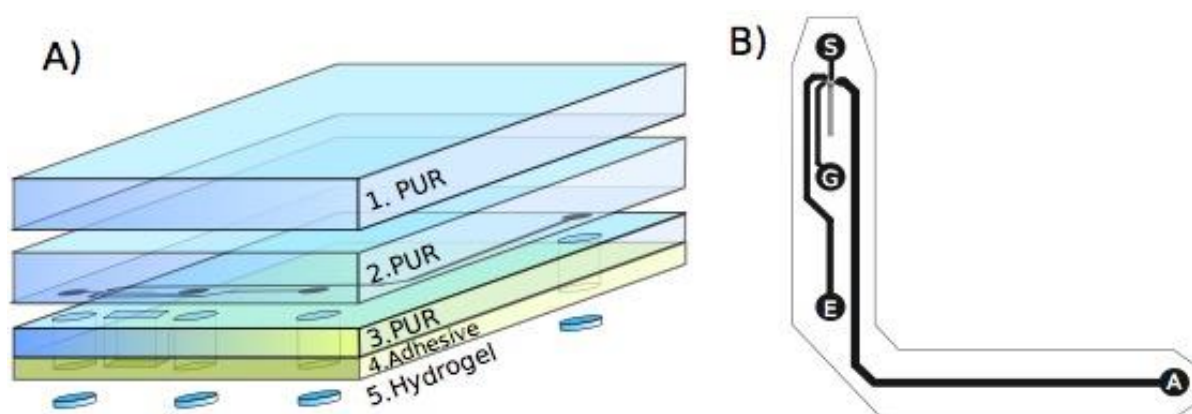 A)
1. PUR
2.PUR
3.PUR
4.Adhesive
5.Hydrogel
B)
S
G
E
A